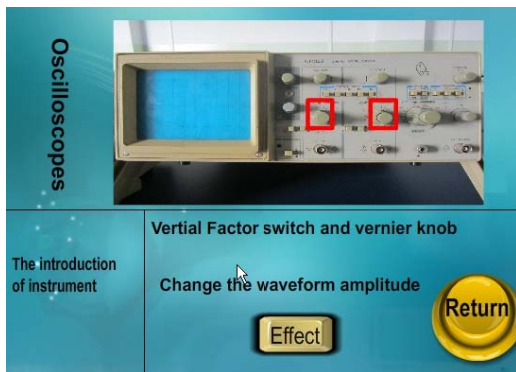 Oscilloscopes
Vertial Factor switch and vernier knob
The introduction
of instrument
Change the waveform amplitude
Effect
Return